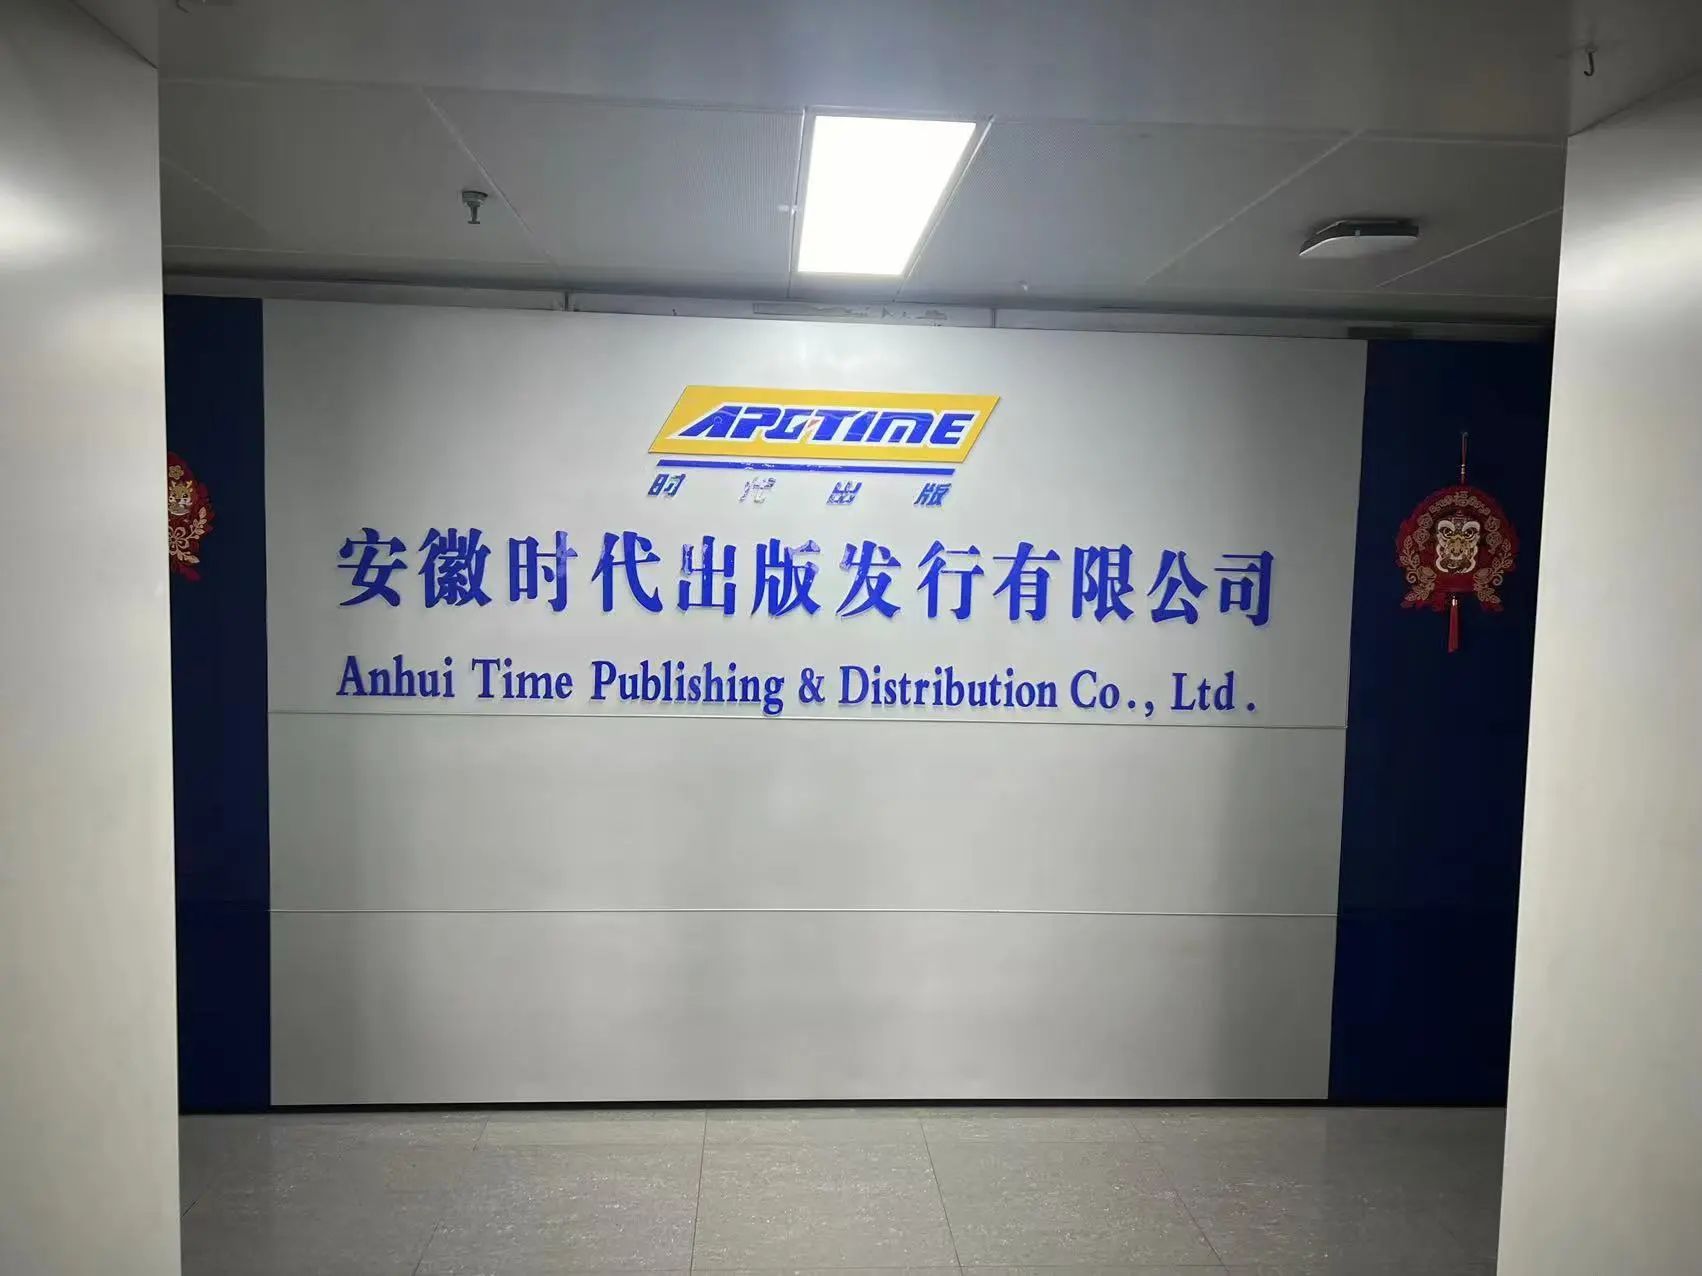 APGTIME
时代出版
安徽时代出版发行有限公司
Anhui Time Publishing & Distribution Co., Ltd.
福